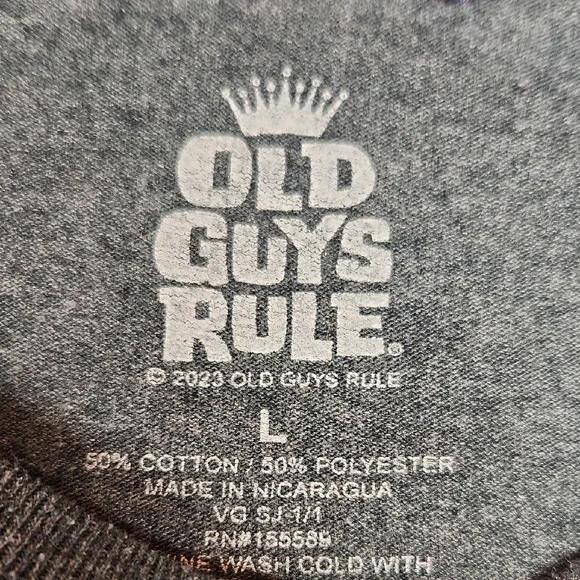 OLD
GUYS
RULE®
© 2023 OLD GUYS RULE
L
50% COTTON / 50% POLYESTER
MADE IN NICARAGUA
VG SJ-1/1
RN#155589
WASH COLD WITH